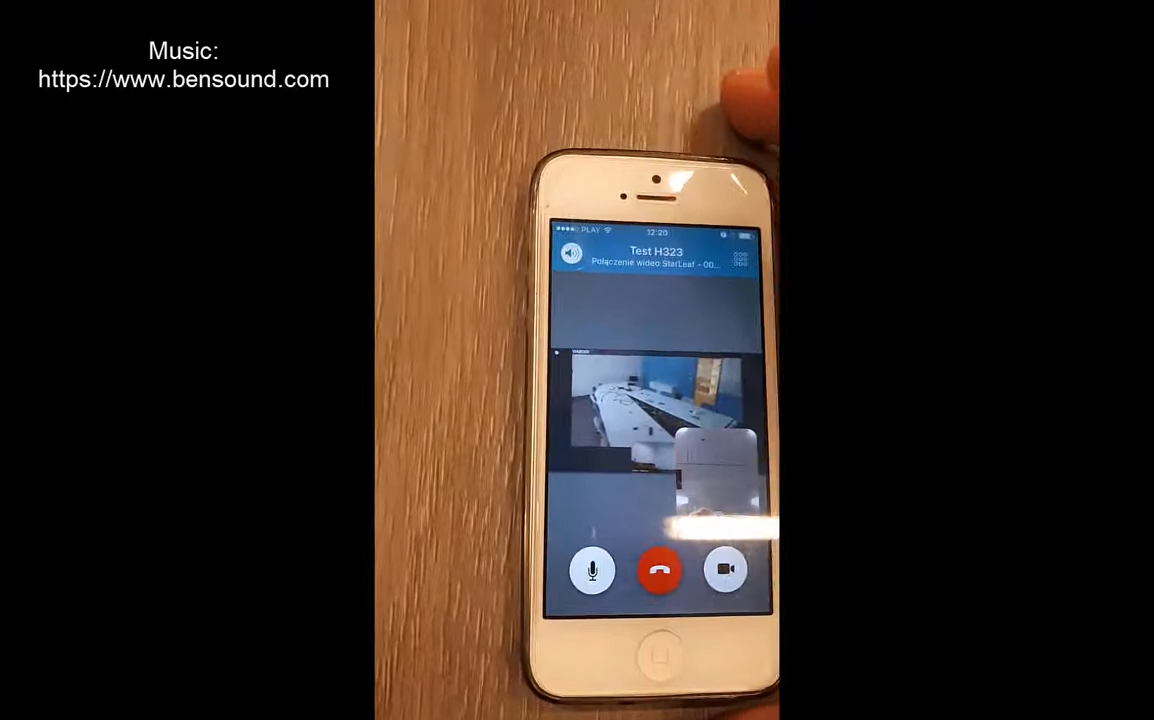 Music:
https://www.bensound.com
PLAY
12:20
Test H323
Połączenie wideo StarLeaf - 00...